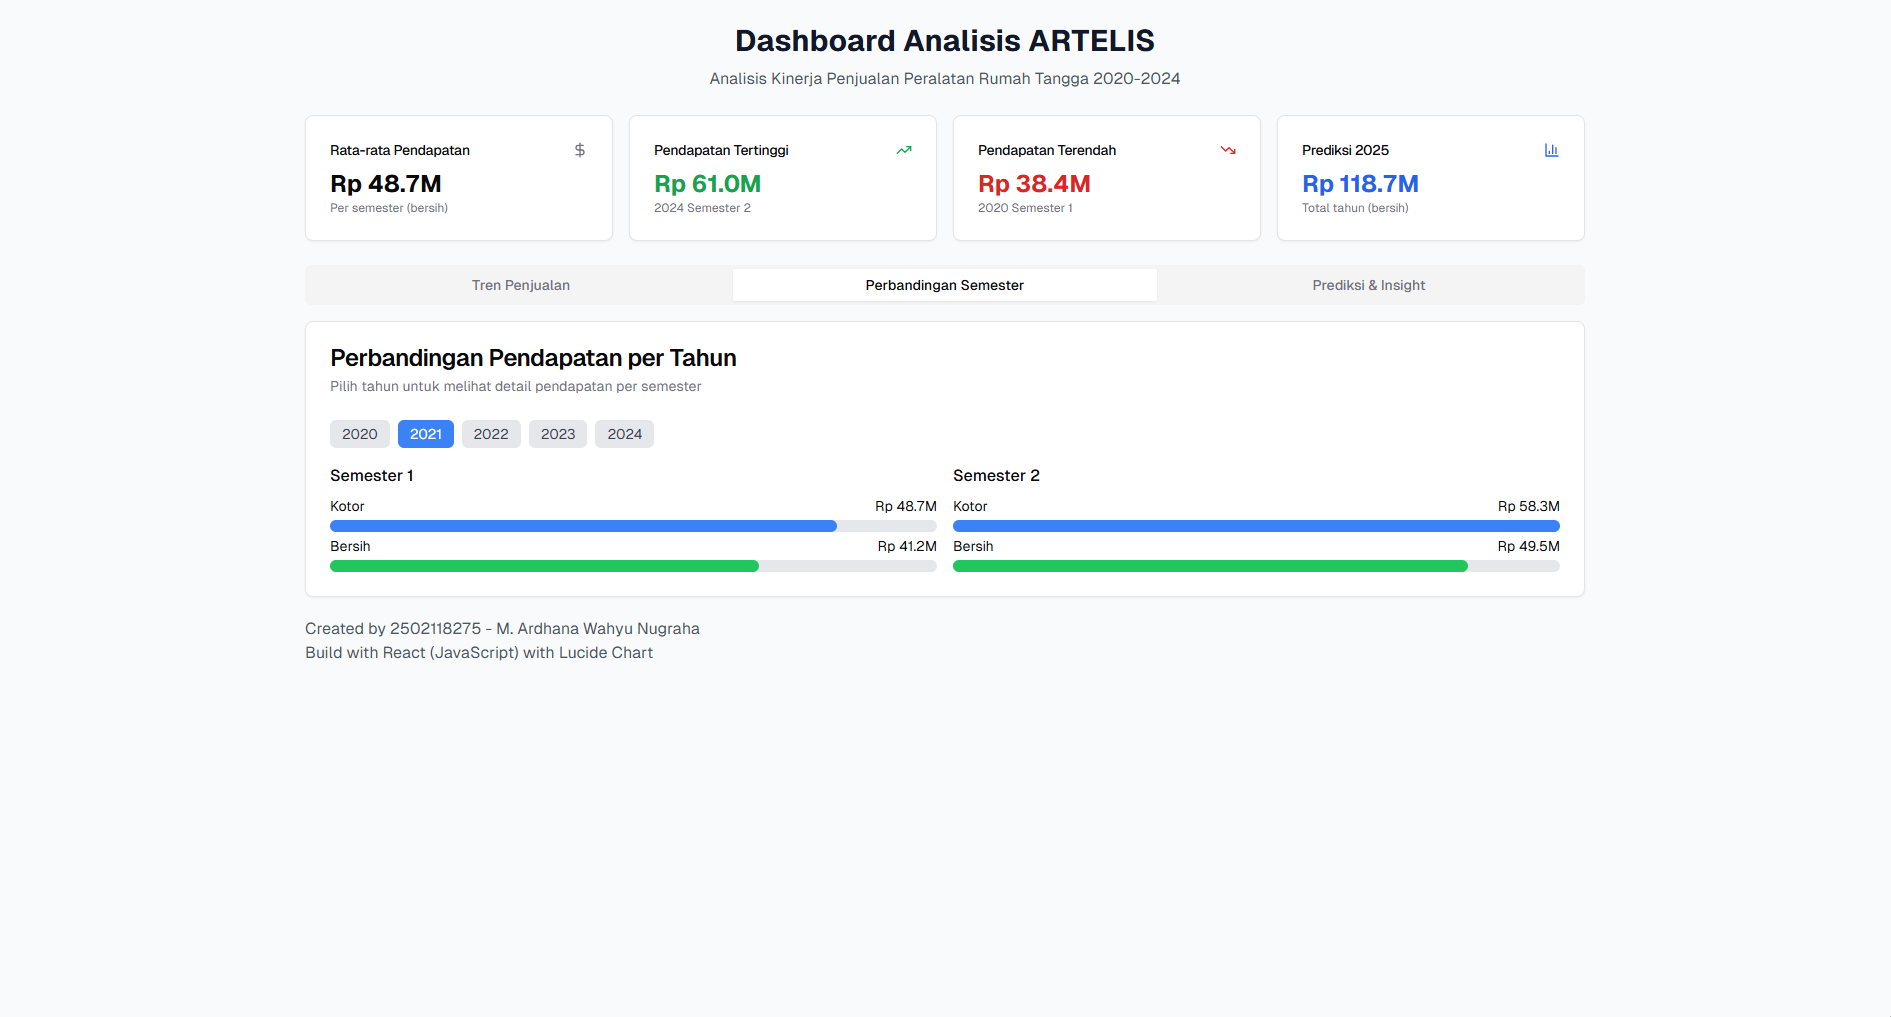 Dashboard Analisis ARTELIS
Analisis Kinerja Penjualan Peralatan Rumah Tangga 2020-2024
Rata-rata Pendapatan
Rp 48.7M
Per semester (bersih)
Pendapatan Tertinggi
Rp 61.0M
2024 Semester 2
Pendapatan Terendah
Rp 38.4M
2020 Semester 1
Prediksi 2025
Rp 118.7M
Total tahun (bersih)
Tren Penjualan
Perbandingan Semester
Prediksi & Insight
Perbandingan Pendapatan per Tahun
Pilih tahun untuk melihat detail pendapatan per semester
2020 2021 2022 2023 2024
Semester 1
Kotor Rp 48.7M
Bersih Rp 41.2M
Semester 2
Kotor Rp 58.3M
Bersih Rp 49.5M
Created by 2502118275 - M. Ardhana Wahyu Nugraha
Build with React (JavaScript) with Lucide Chart